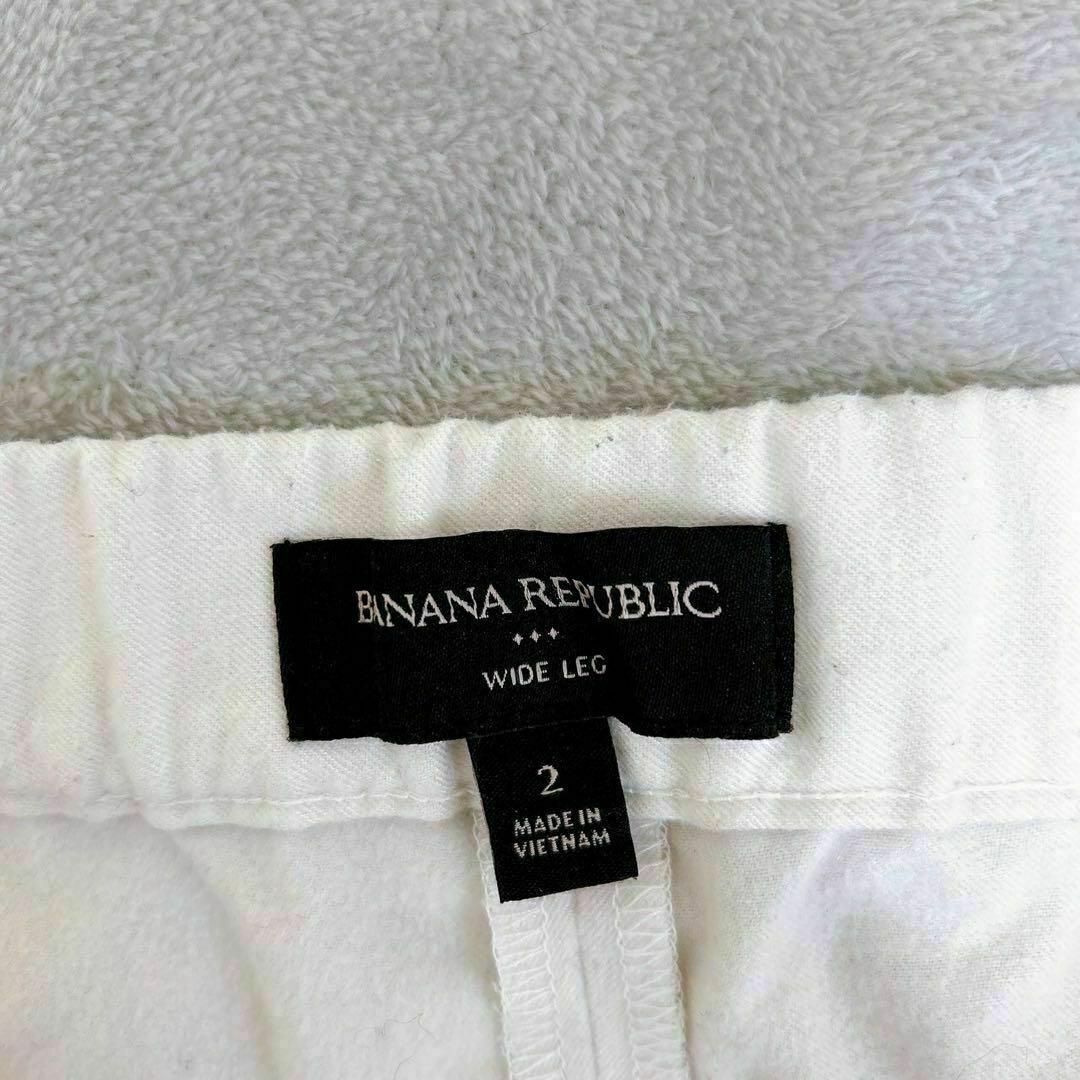 BANANA REPUBLIC
WIDE LEG
2
MADE IN
VIETNAM